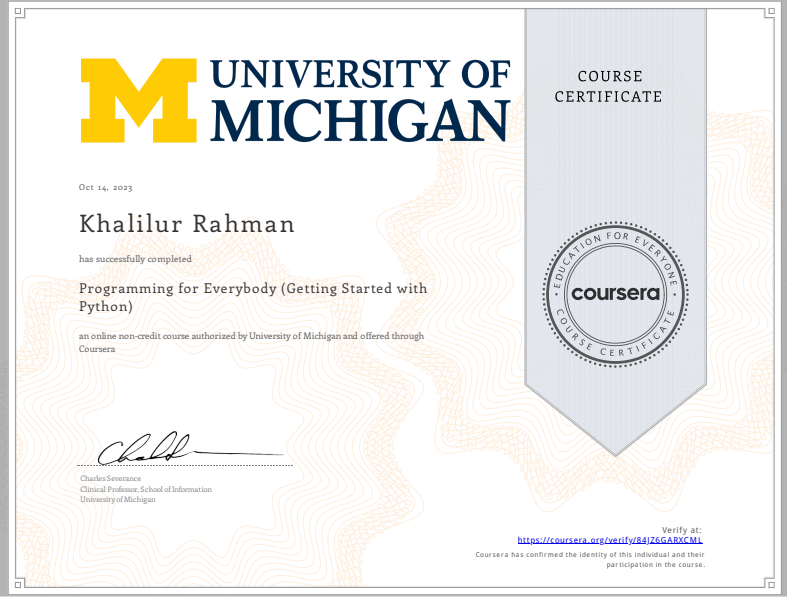 UNIVERSITY OF
MICHIGAN
COURSE
CERTIFICATE
Oct 14, 2023
Khalilur Rahman
has successfully completed
Programming for Everybody (Getting Started with
Python)
an online non-credit course authorized by University of Michigan and offered through
Coursera
EDUCATION FOR EVERYONE
coursera
COURSE CERTIFICATE
Charles Severance
Clinical Professor, School of Information
University of Michigan
Verify at:
https://coursera.org/verify/84JZ6GARXCML
Coursera has confirmed the identity of this individual and their
participation in the course.